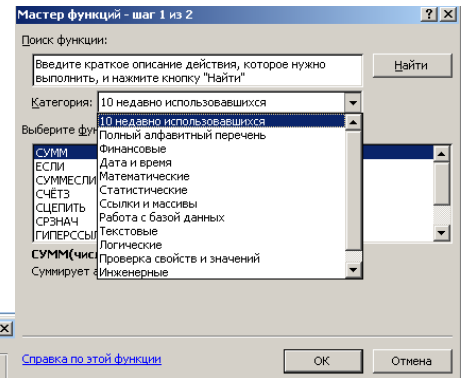 Мастер функций - шаг 1 из 2
Поиск функции:
Введите краткое описание действия, которое нужно
выполнить, и нажмите кнопку "Найти"
Найти
Категория: 10 недавно использовавшихся
10 недавно использовавшихся
Полный алфавитный перечень
Финансовые
Дата и время
Математические
Статистические
Ссылки и массивы
Работа с базой данных
Текстовые
Логические
Проверка свойств и значений
Инженерные
Выберите фун
СУММ
ЕСЛИ
СУММЕСЛИ
СЧЁТЗ
СЦЕПИТЬ
СРЗНАЧ
ГИПЕРССЫЛ
СУММ(чис
Суммирует а
Справка по этой функции
ОК
Отмена